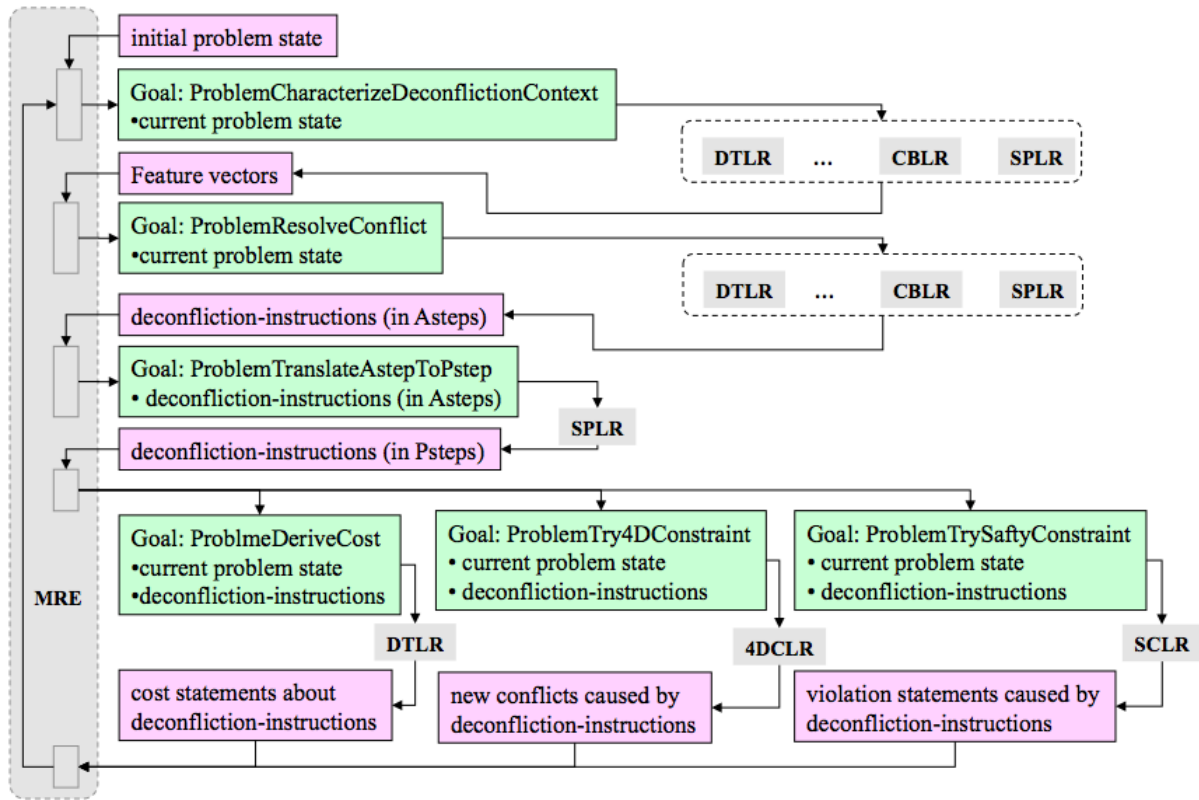 initial problem state
Goal: ProblemCharacterizeDeconflictionContext
•current problem state
DTLR ... CBLR SPLR
Feature vectors
Goal: ProblemResolveConflict
•current problem state
DTLR ... CBLR SPLR
deconfliction-instructions (in Asteps)
Goal: ProblemTranslateAstepToPstep
• deconfliction-instructions (in Asteps)
SPLR
deconfliction-instructions (in Psteps)
Goal: ProblmeDeriveCost
•current problem state
•deconfliction-instructions
Goal: ProblemTry4DConstraint
• current problem state
• deconfliction-instructions
Goal: ProblemTrySaftyConstraint
• current problem state
• deconfliction-instructions
MRE
DTLR
4DCLR
SCLR
cost statements about
deconfliction-instructions
new conflicts caused by
deconfliction-instructions
violation statements caused by
deconfliction-instructions